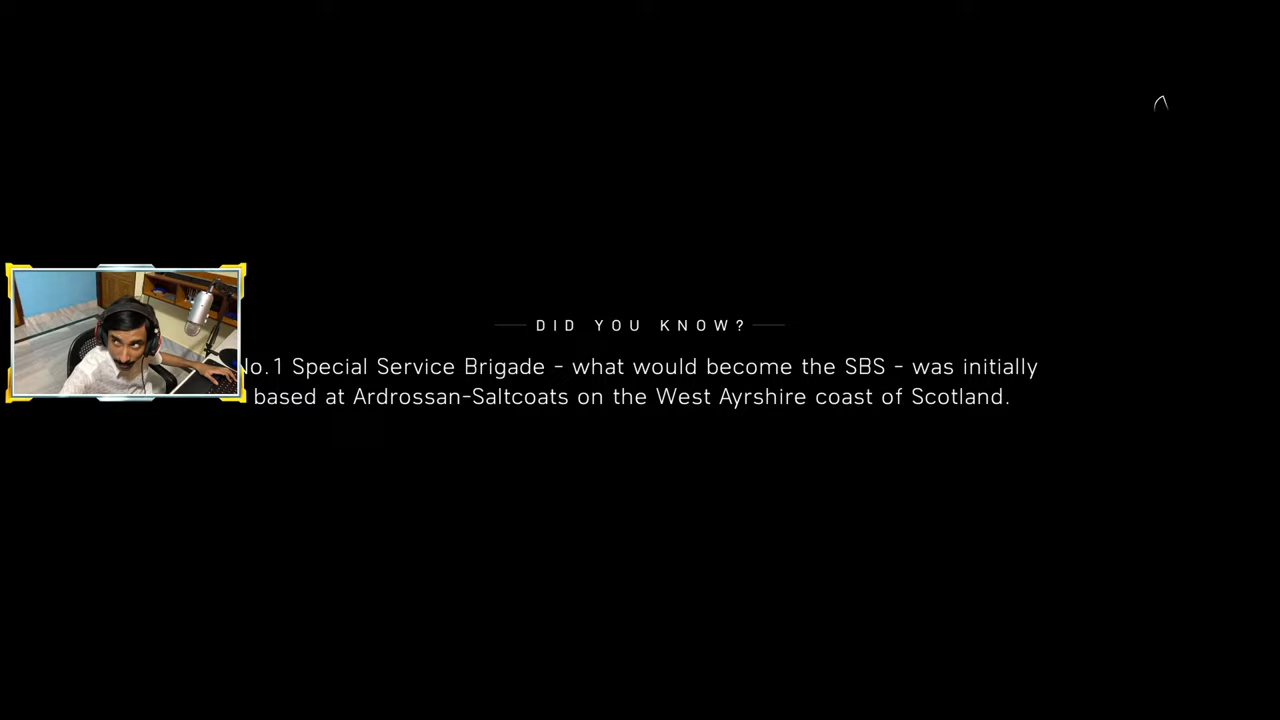 DID YOU KNOW?
No. 1 Special Service Brigade - what would become the SBS - was initially
based at Ardrossan-Saltcoats on the West Ayrshire coast of Scotland.